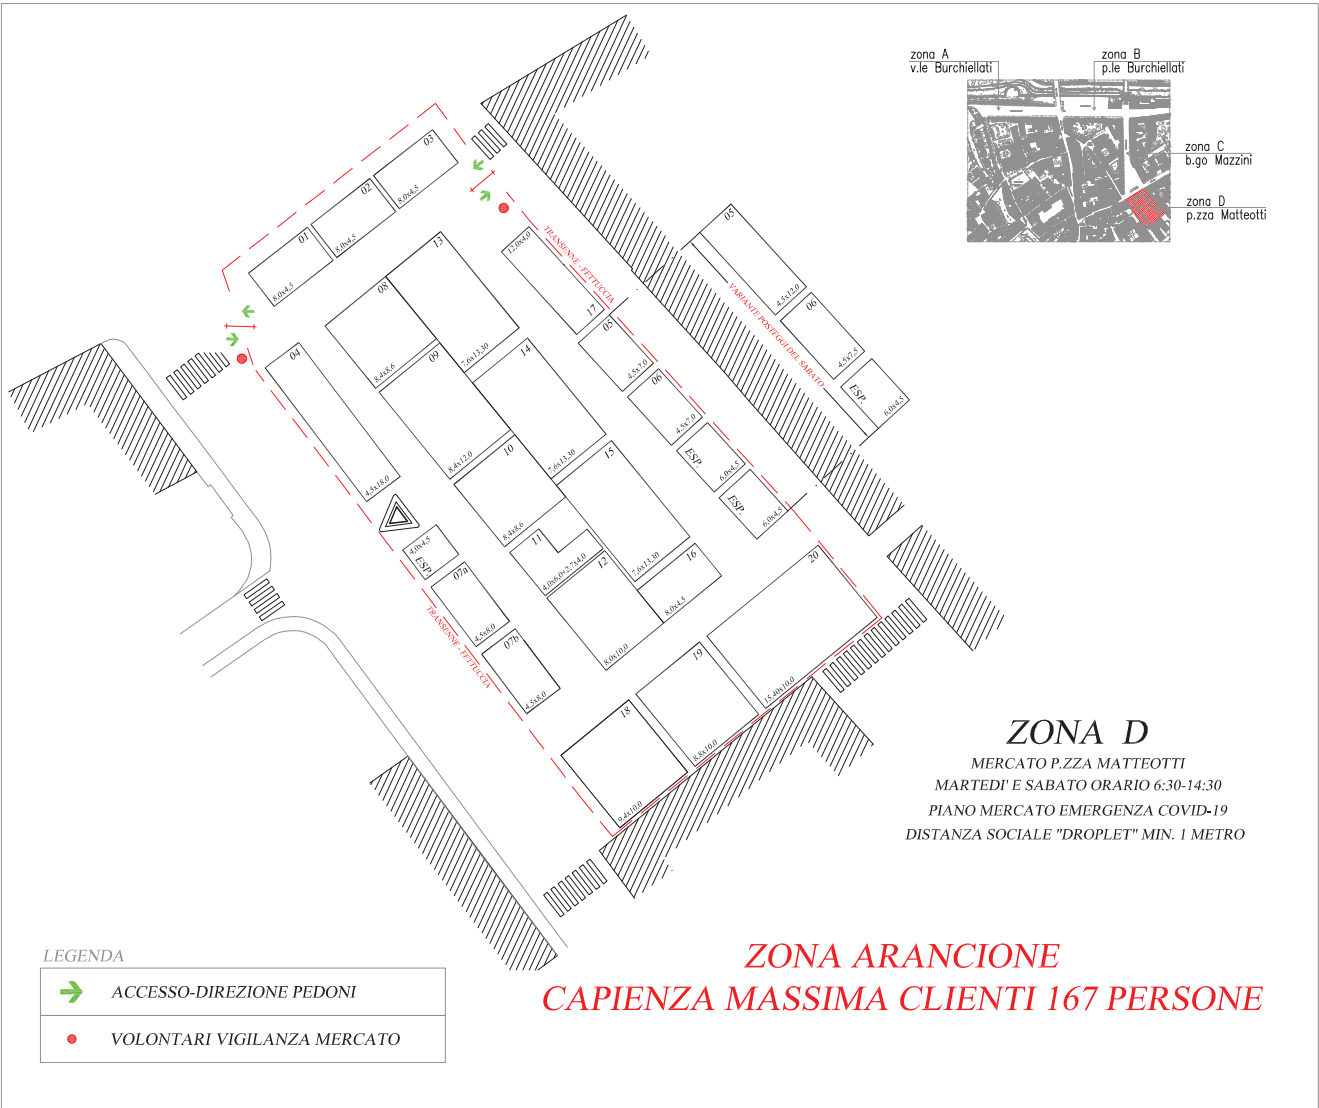 zona A
v.le Burchiellati
zona B
p.le Burchiellati
zona C
b.go Mazzini
zona D
p.zza Matteotti
01
8,0x4,5
02
8,0x4,5
03
8,0x4,5
04
4,5x18,0
08
8,4x8,6
13
7,6x13,30
09
8,4x12,0
14
7,6x13,30
10
8,4x8,6
15
7,6x13,30
11
4,0x6,0+2,7x4,0
12
8,0x10,0
16
8,0x4,5
12,0x4,0
17
05
4,5x7,0
06
4,5x7,0
ESP.
6,0x4,5
ESP.
6,0x4,5
4,0x4,5
ESP.
07a
4,5x8,0
07b
4,5x8,0
18
9,4x10,0
19
8,8x10,0
20
15,40x10,0
TRANSENNE - FETTUCCIA
TRANSENNE - FETTUCCIA
VARIANTE POSTEGGI DEL SABATO
05
4,5x12,0
06
4,5x7,5
ESP.
6,0x4,5
ZONA D
MERCATO P.ZZA MATTEOTTI
MARTEDI' E SABATO ORARIO 6:30-14:30
PIANO MERCATO EMERGENZA COVID-19
DISTANZA SOCIALE "DROPLET" MIN. 1 METRO
ZONA ARANCIONE
CAPIENZA MASSIMA CLIENTI 167 PERSONE
LEGENDA
ACCESSO-DIREZIONE PEDONI
VOLONTARI VIGILANZA MERCATO